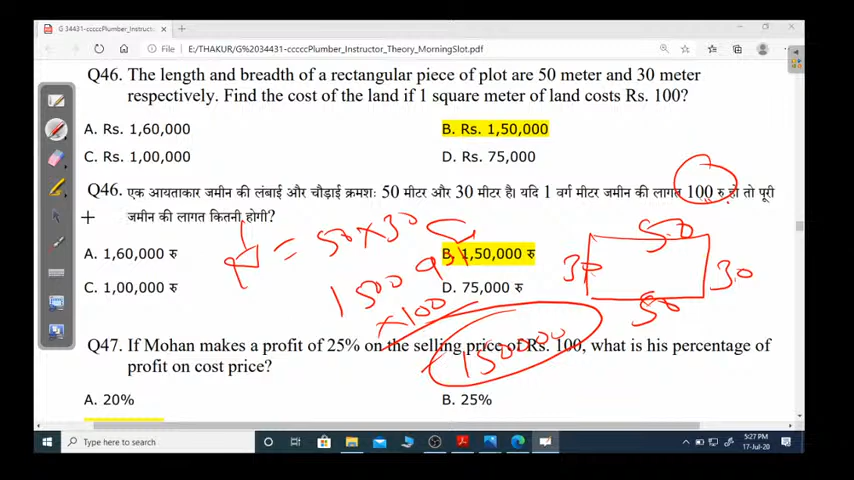 G 34431-cccccPlumber_Instructor_
File E:/THAKUR/G%2034431-cccccPlumber_Instructor_Theory_MorningSlot.pdf
Q46. The length and breadth of a rectangular piece of plot are 50 meter and 30 meter
respectively. Find the cost of the land if 1 square meter of land costs Rs. 100?
A. Rs. 1,60,000 B. Rs. 1,50,000
C. Rs. 1,00,000 D. Rs. 75,000
Q46. एक आयताकार जमीन की लंबाई और चौड़ाई क्रमशः 50 मीटर और 30 मीटर है। यदि 1 वर्ग मीटर जमीन की लागत 100 रु हो तो पूरी
जमीन की लागत कितनी होगी?
= 50 x 30
50
A. 1,60,000 रु B. 1,50,000 रु
30 30
1500
C. 1,00,000 रु D. 75,000 रु
x100
50
150000
Q47. If Mohan makes a profit of 25% on the selling price of Rs. 100, what is his percentage of
profit on cost price?
A. 20% B. 25%
Type here to search
5:27 PM
17-Jul-20